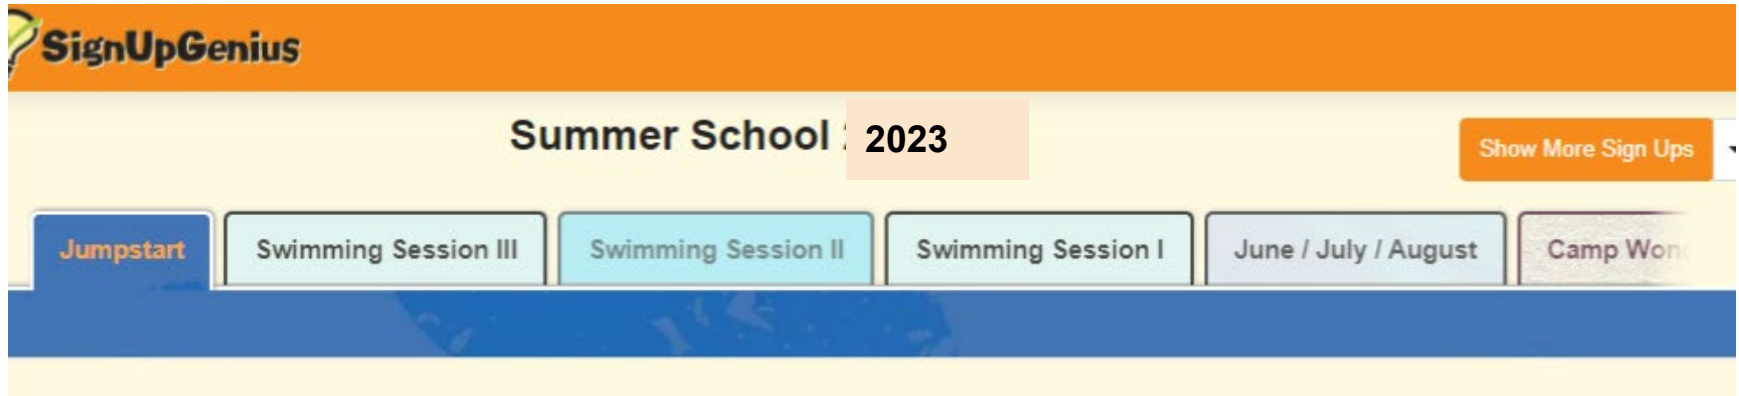 SignUpGenius
Summer School 2023
Show More Sign Ups
Jumpstart
Swimming Session III
Swimming Session II
Swimming Session I
June / July / August
Camp